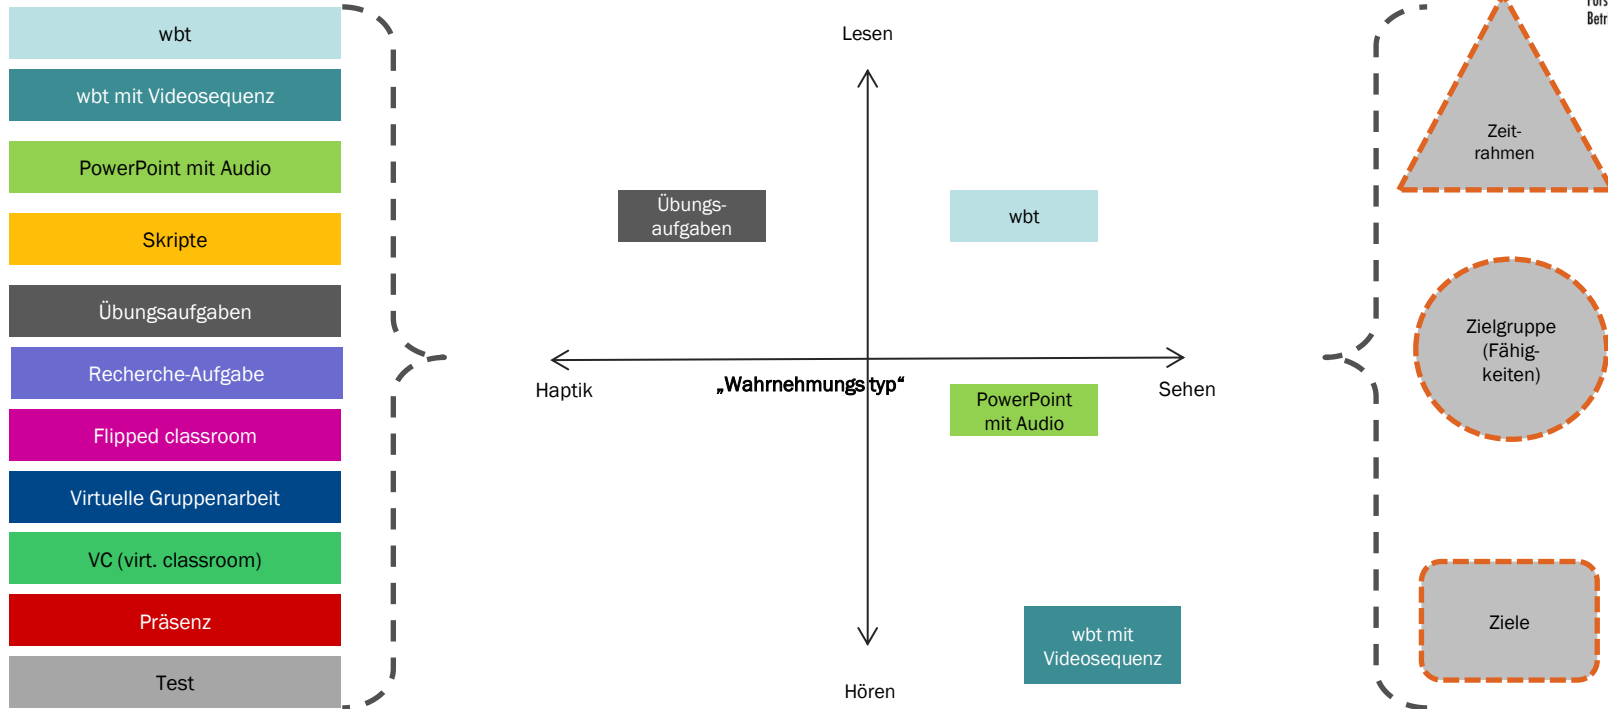 wbt
wbt mit Videosequenz
PowerPoint mit Audio
Skripte
Übungsaufgaben
Recherche-Aufgabe
Flipped classroom
Virtuelle Gruppenarbeit
VC (virt. classroom)
Präsenz
Test
Lesen
Übungs-
aufgaben
wbt
Haptik
„Wahrnehmungstyp“
Sehen
PowerPoint
mit Audio
wbt mit
Videosequenz
Hören
Zeit-
rahmen
Zielgruppe
(Fähig-
keiten)
Ziele